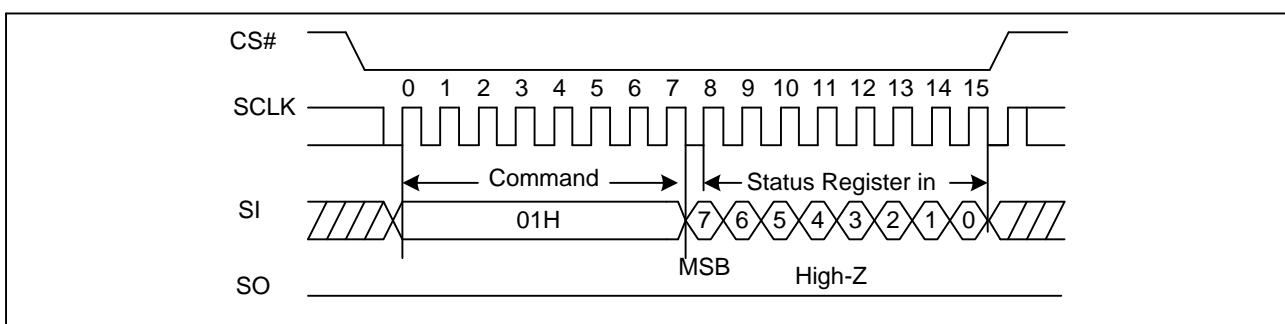 CS#
0 1 2 3 4 5 6 7 8 9 10 11 12 13 14 15
SCLK
Command Status Register in
SI 01H 7 6 5 4 3 2 1 0
MSB High-Z
SO